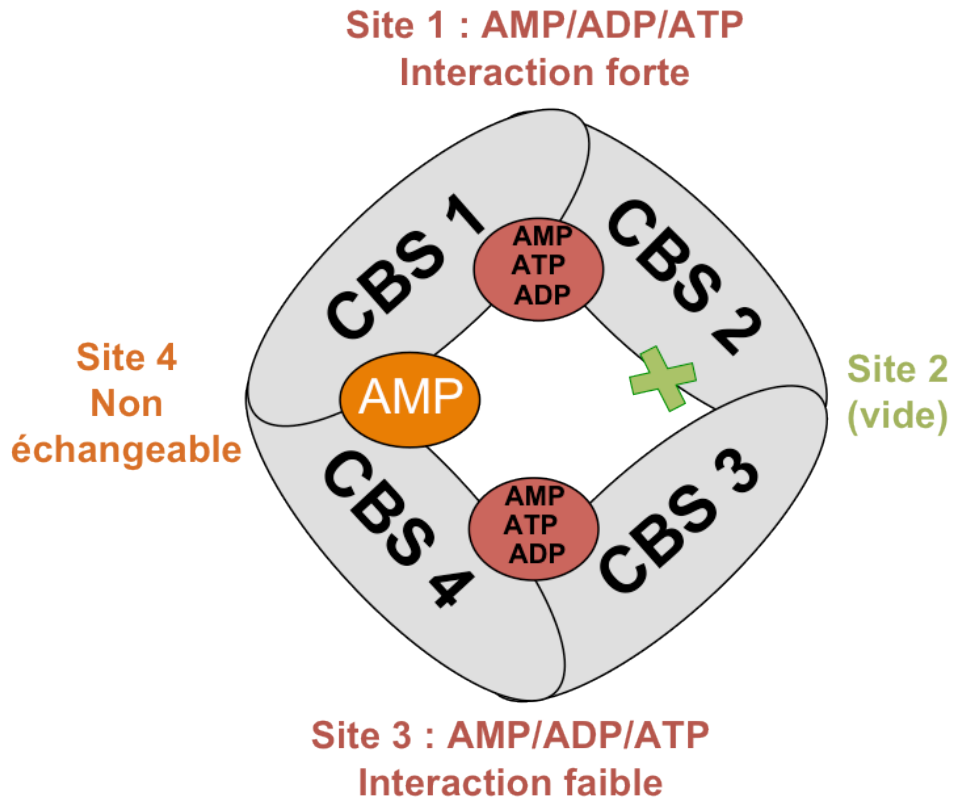 Site 1 : AMP/ADP/ATP
Interaction forte
CBS 1
AMP
ATP
ADP
CBS 2
Site 4
Non
échangeable
AMP
Site 2
(vide)
CBS 4
AMP
ATP
ADP
CBS 3
Site 3 : AMP/ADP/ATP
Interaction faible